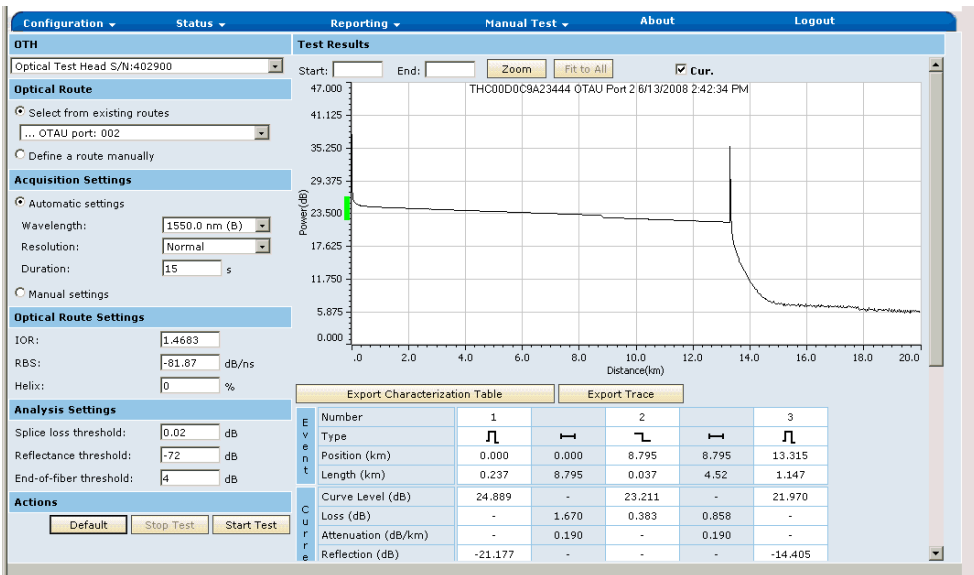 Configuration Status Reporting Manual Test About Logout
OTH
Optical Test Head S/N:402900
Optical Route
Select from existing routes
... OTAU port: 002
Define a route manually
Acquisition Settings
Automatic settings
Wavelength: 1550.0 nm (B)
Resolution: Normal
Duration: 15 s
Manual settings
Optical Route Settings
IOR: 1.4683
RBS: -81.87 dB/ns
Helix: 0 %
Analysis Settings
Splice loss threshold: 0.02 dB
Reflectance threshold: -72 dB
End-of-fiber threshold: 4 dB
Actions
Default Stop Test Start Test
Test Results
Start: End: Zoom Fit to All Cur.
THC00D0C9A23444 OTAU Port 2 6/13/2008 2:42:34 PM
47.000
41.125
35.250
29.375
23.500
17.625
11.750
5.875
0.000
Power(dB)
.0 2.0 4.0 6.0 8.0 10.0 12.0 14.0 16.0 18.0 20.0
Distance(km)
Export Characterization Table Export Trace
Event
Number 1 2 3
Type
Position (km) 0.000 0.000 8.795 8.795 13.315
Length (km) 0.237 8.795 0.037 4.52 1.147
Curre
Curve Level (dB) 24.889 - 23.211 - 21.970
Loss (dB) - 1.670 0.383 0.858 -
Attenuation (dB/km) - 0.190 - 0.190 -
Reflection (dB) -21.177 - - - -14.405